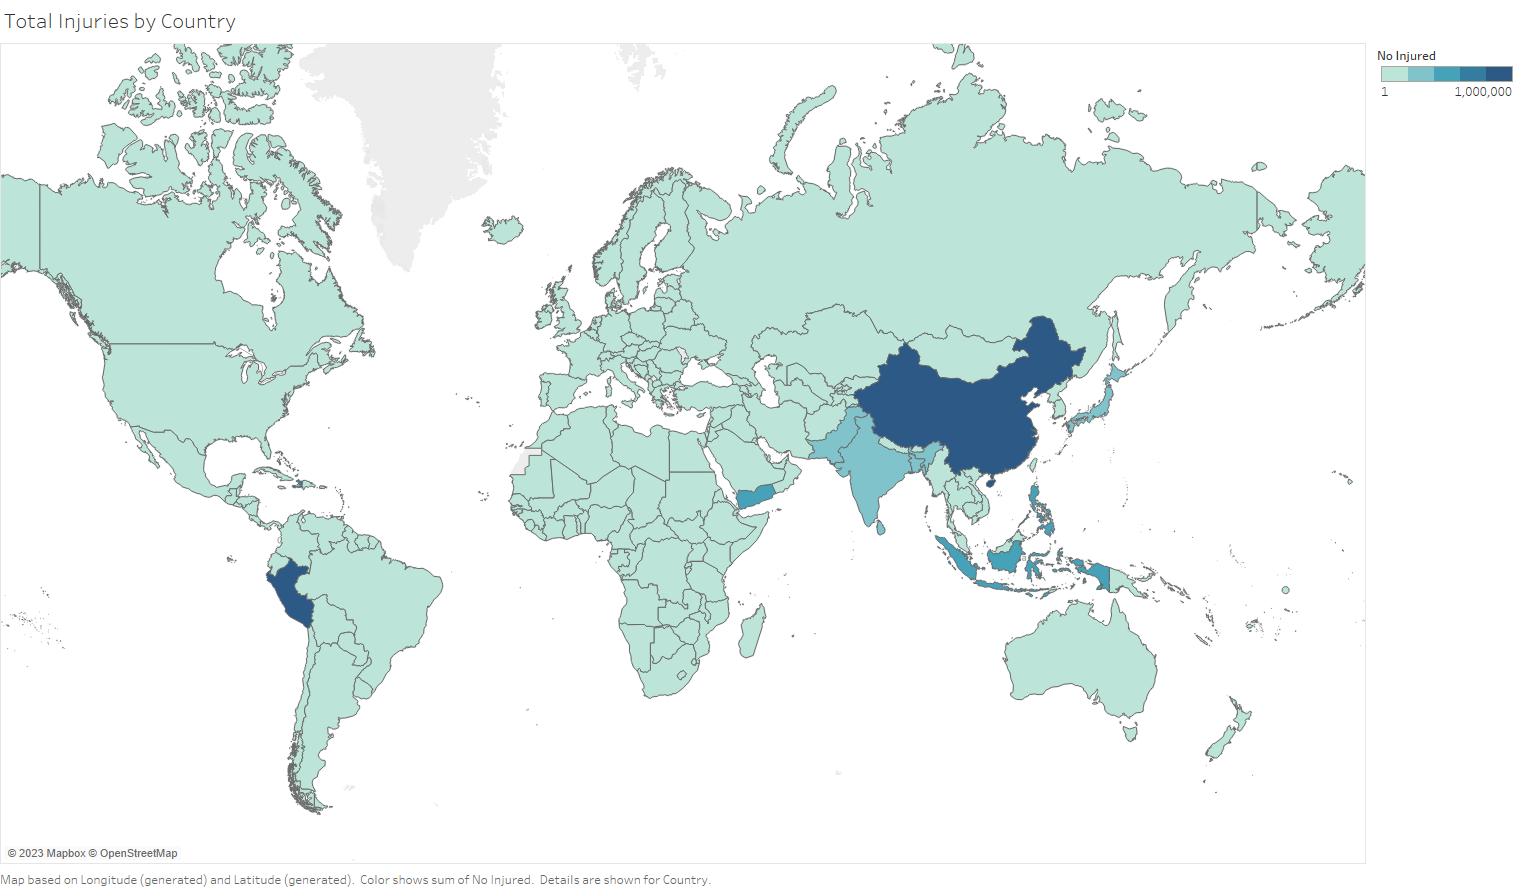 Total Injuries by Country
No Injured
1 1,000,000
© 2023 Mapbox © OpenStreetMap
Map based on Longitude (generated) and Latitude (generated). Color shows sum of No Injured. Details are shown for Country.